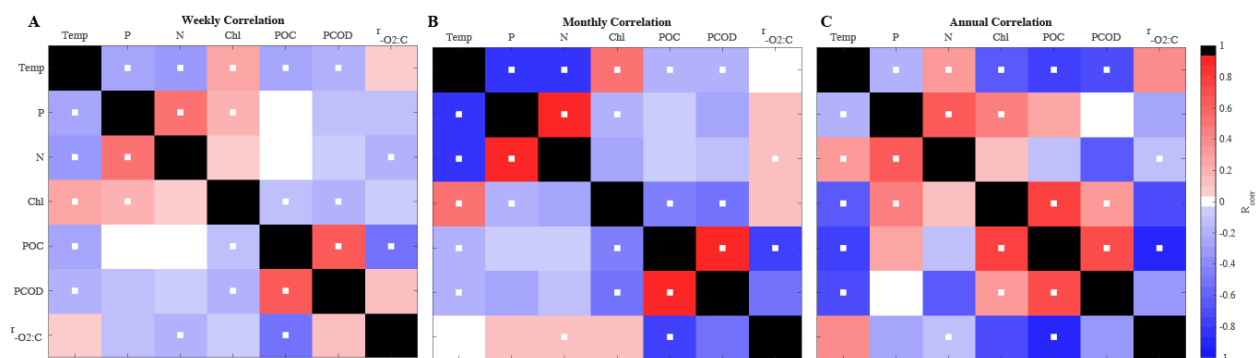 A Weekly Correlation
Temp P N Chl POC PCOD r-O2:C
Temp
P
N
Chl
POC
PCOD
r-O2:C
B Monthly Correlation
Temp P N Chl POC PCOD r-O2:C
C Annual Correlation
Temp P N Chl POC PCOD r-O2:C
1
0.8
0.6
0.4
0.2
0
-0.2
-0.4
-0.6
-0.8
-1
R corr